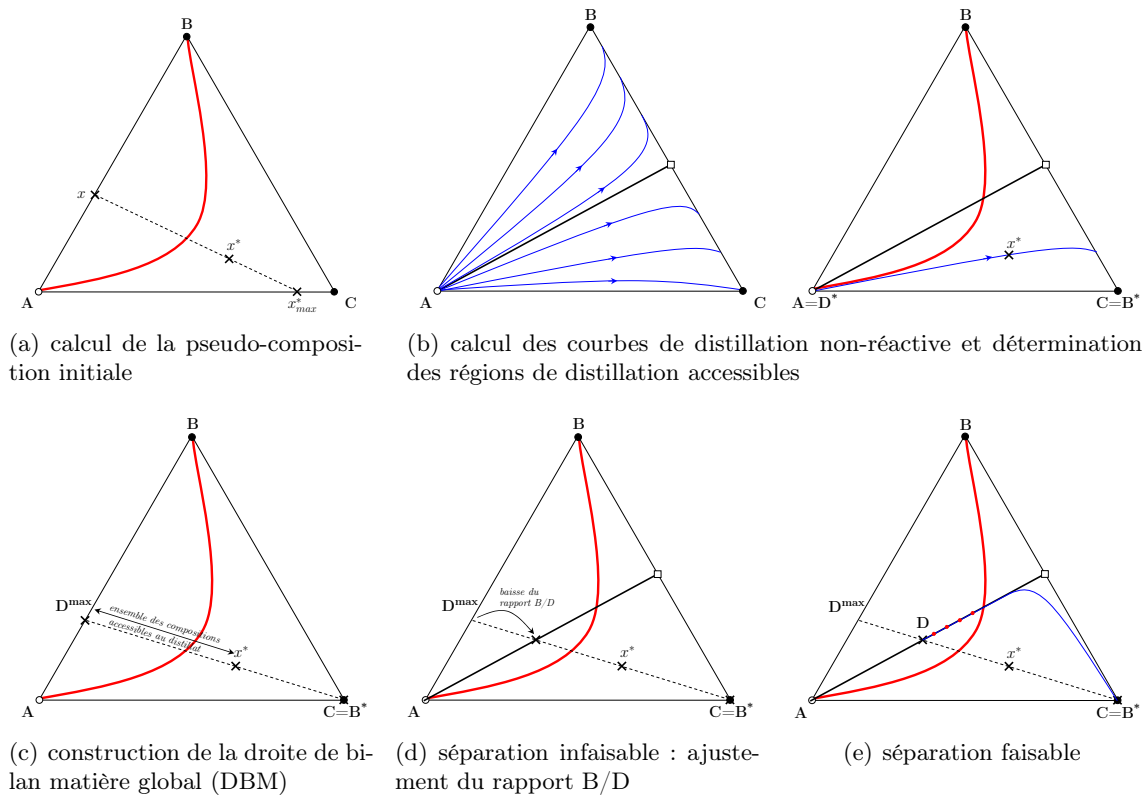 B
x
x*
A
x*max
C
(a) calcul de la pseudo-composi-
tion initiale
B
A
C
B
x*
A=D*
C=B*
(b) calcul des courbes de distillation non-réactive et détermination
des régions de distillation accessibles
B
Dmax
ensemble des compositions
accessibles au distillat
x*
A
C=B*
(c) construction de la droite de bi-
lan matière global (DBM)
B
Dmax
baisse du
rapport B/D
x*
A
C=B*
(d) séparation infaisable : ajuste-
ment du rapport B/D
B
Dmax
D
x*
A
C=B*
(e) séparation faisable